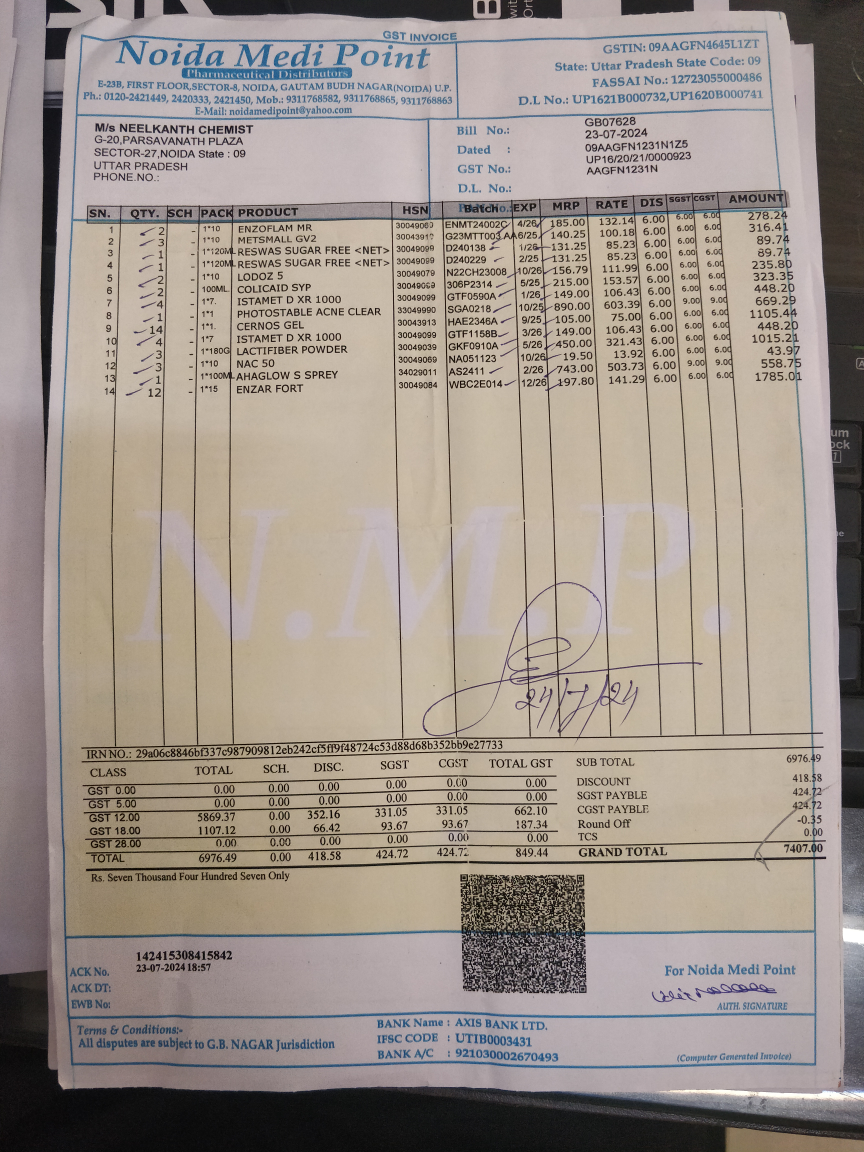 GST INVOICE
Noida Medi Point
Pharmaceutical Distributors
E-23B, FIRST FLOOR,SECTOR-8, NOIDA, GAUTAM BUDH NAGAR(NOIDA) U.P.
Ph.: 0120-2421449, 2420333, 2421450, Mob.: 9311768582, 9311768865, 9311768863
E-Mail: noidamedipoint@yahoo.com
GSTIN: 09AAGFN4645L1ZT
State: Uttar Pradesh State Code: 09
FASSAI No.: 12723055000486
D.L No.: UP1621B000732,UP1620B000741
M/s NEELKANTH CHEMIST
G-20,PARSAVANATH PLAZA
SECTOR-27,NOIDA State : 09
UTTAR PRADESH
PHONE.NO.:
Bill No.: GB07628
Dated : 23-07-2024
GST No.: 09AAGFN1231N1Z5
D.L. No.: UP16/20/21/0000923
AAGFN1231N
SN. QTY. SCH PACK PRODUCT HSN Batch EXP MRP RATE DIS SGST CGST AMOUNT
1 2 - 1*10 ENZOFLAM MR ENMT24002C 4/26 185.00 132.14 6.00 6.00 6.00 278.24
2 3 - 1*10 METSMALL GV2 G23MTT003 AA 6/25 140.25 100.18 6.00 6.00 6.00 316.41
3 1 - 1*120ML RESWAS SUGAR FREE <NET> 30049099 D240138 1/26 131.25 85.23 6.00 6.00 6.00 89.74
4 1 - 1*120ML RESWAS SUGAR FREE <NET> 30049099 D240229 2/25 131.25 85.23 6.00 6.00 6.00 89.74
5 2 - 1*10 LODOZ 5 30049079 N22CH23008 10/26 156.79 111.99 6.00 6.00 6.00 235.80
6 2 - 100ML COLICAID SYP 306P2314 5/25 215.00 153.57 6.00 6.00 6.00 323.35
7 4 - 1*7. ISTAMET D XR 1000 30049099 GTF0590A 1/26 149.00 106.43 6.00 6.00 6.00 448.20
8 1 - 1*1 PHOTOSTABLE ACNE CLEAR 33049990 SGA0218 10/25 890.00 603.39 6.00 9.00 9.00 669.29
9 14 - 1*1. CERNOS GEL 30043913 HAE2346A 9/25 105.00 75.00 6.00 6.00 6.00 1105.44
10 4 - 1*7 ISTAMET D XR 1000 30049099 GTF1158B 3/26 149.00 106.43 6.00 6.00 6.00 448.20
11 3 - 1*180G LACTIFIBER POWDER 30049039 GKF0910A 5/26 450.00 321.43 6.00 6.00 6.00 1015.21
12 3 - 1*10 NAC 50 30049069 NA051123 10/26 19.50 13.92 6.00 6.00 6.00 43.97
13 1 - 1*100ML AHAGLOW S SPREY 34029011 AS2411 2/26 743.00 503.73 6.00 9.00 9.00 558.75
14 12 - 1*15 ENZAR FORT 30049084 WBC2E014 12/26 197.80 141.29 6.00 6.00 6.00 1785.01
N.M.P.
24/7/24
IRN NO.: 29a06c8846bf337c987909812eb242cf5ff9f48724c53d88d68b352bb9e27733
CLASS TOTAL SCH. DISC. SGST CGST TOTAL GST
GST 0.00 0.00 0.00 0.00 0.00 0.00 0.00
GST 5.00 0.00 0.00 0.00 0.00 0.00 0.00
GST 12.00 5869.37 0.00 352.16 331.05 331.05 662.10
GST 18.00 1107.12 0.00 66.42 93.67 93.67 187.34
GST 28.00 0.00 0.00 0.00 0.00 0.00 0.00
TOTAL 6976.49 0.00 418.58 424.72 424.72 849.44
SUB TOTAL 6976.49
DISCOUNT 418.58
SGST PAYBLE 424.72
CGST PAYBLE 424.72
Round Off -0.35
TCS 0.00
GRAND TOTAL 7407.00
Rs. Seven Thousand Four Hundred Seven Only
ACK No. 142415308415842
ACK DT: 23-07-2024 18:57
EWB No:
For Noida Medi Point
AUTH. SIGNATURE
Terms & Conditions:-
All disputes are subject to G.B. NAGAR Jurisdiction
BANK Name : AXIS BANK LTD.
IFSC CODE : UTIB0003431
BANK A/C : 921030002670493
(Computer Generated Invoice)